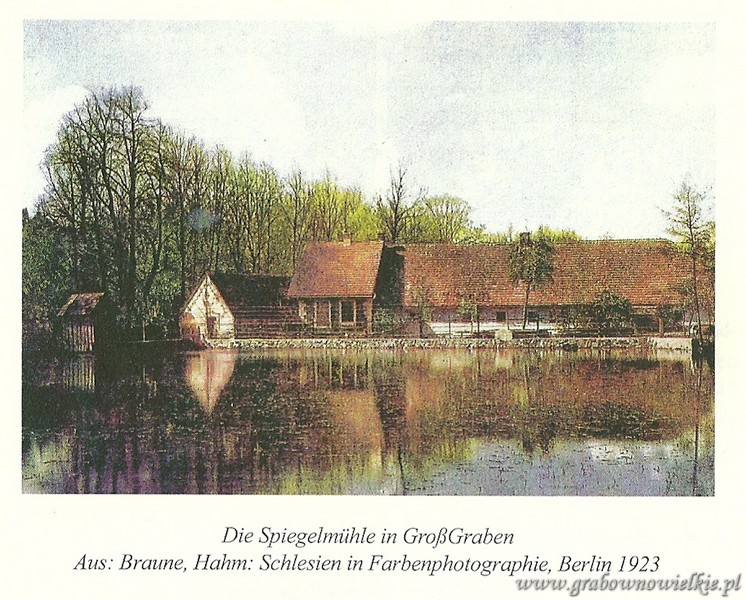 Die Spiegelmühle in GroßGraben
Aus: Braune, Hahm: Schlesien in Farbenphotographie, Berlin 1923
www.grabownowielkie.pl